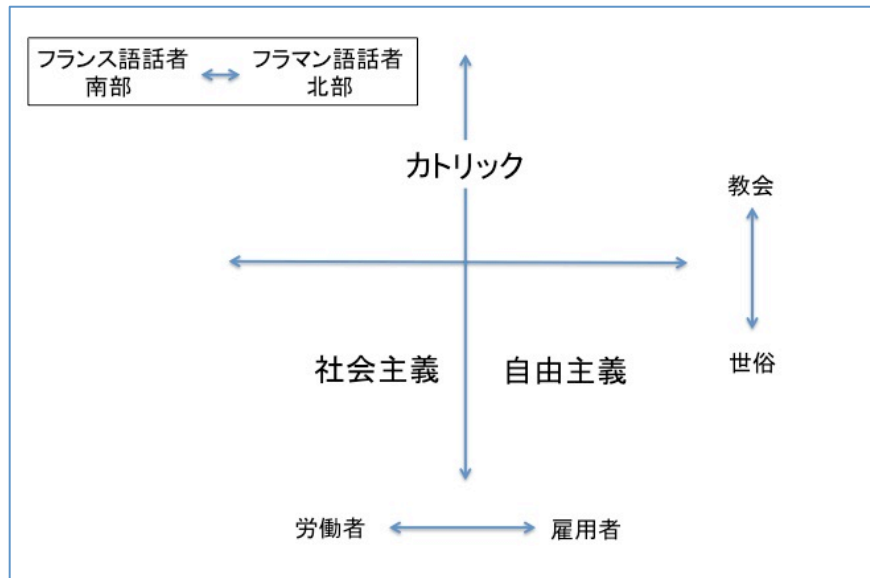 フランス語話者 フラマン語話者
南部 北部
カトリック
教会
社会主義 自由主義
世俗
労働者 雇用者